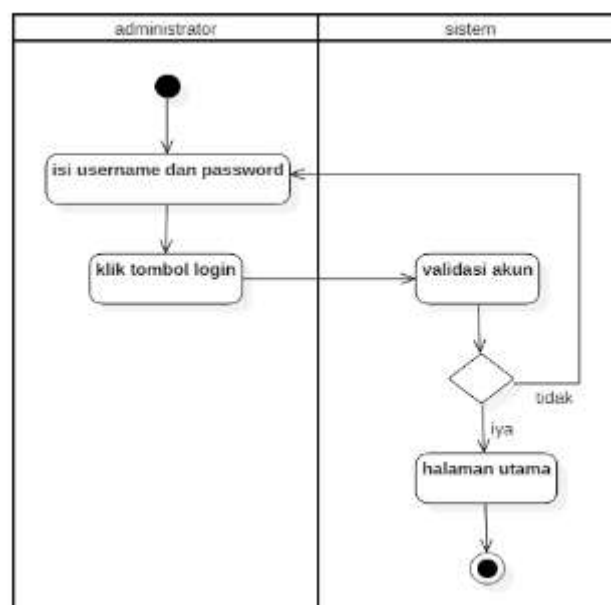 administrator
sistem
isi username dan password
klik tombol login
validasi akun
tidak
iya
halaman utama